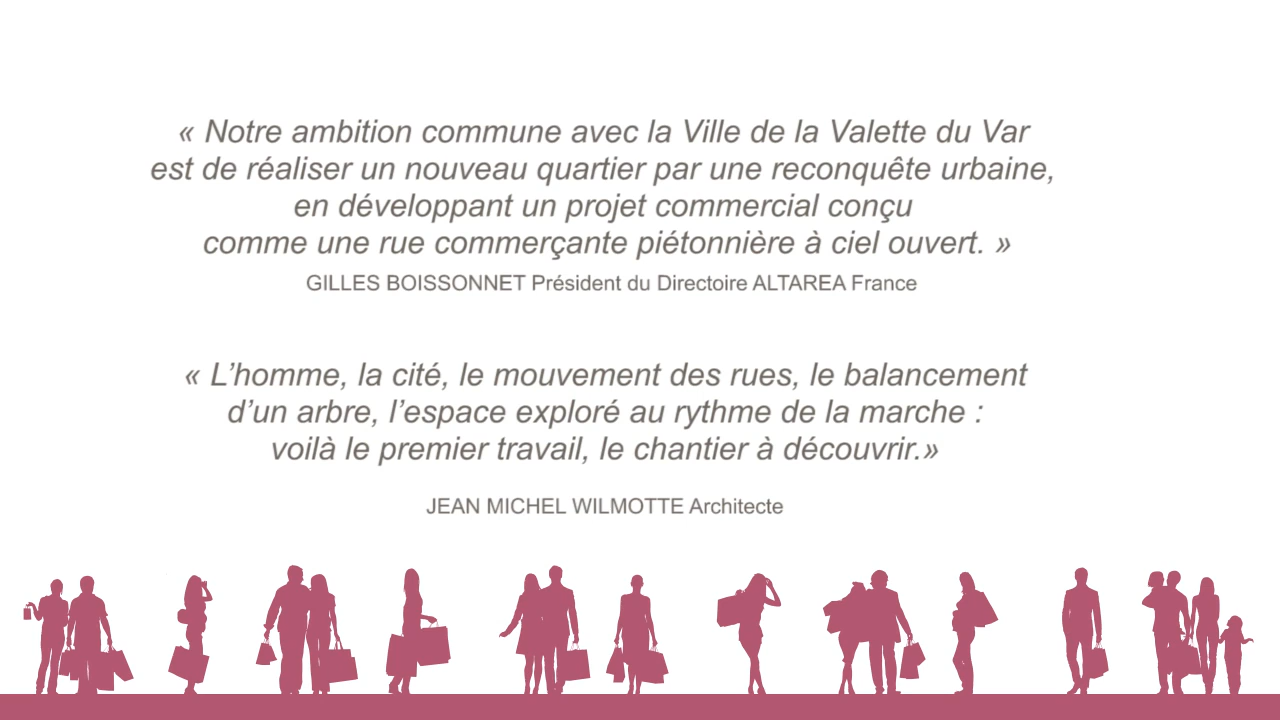 « Notre ambition commune avec la Ville de la Valette du Var
est de réaliser un nouveau quartier par une reconquête urbaine,
en développant un projet commercial conçu
comme une rue commerçante piétonnière à ciel ouvert. »
GILLES BOISSONNET Président du Directoire ALTAREA France
« L’homme, la cité, le mouvement des rues, le balancement
d’un arbre, l’espace exploré au rythme de la marche :
voilà le premier travail, le chantier à découvrir.»
JEAN MICHEL WILMOTTE Architecte